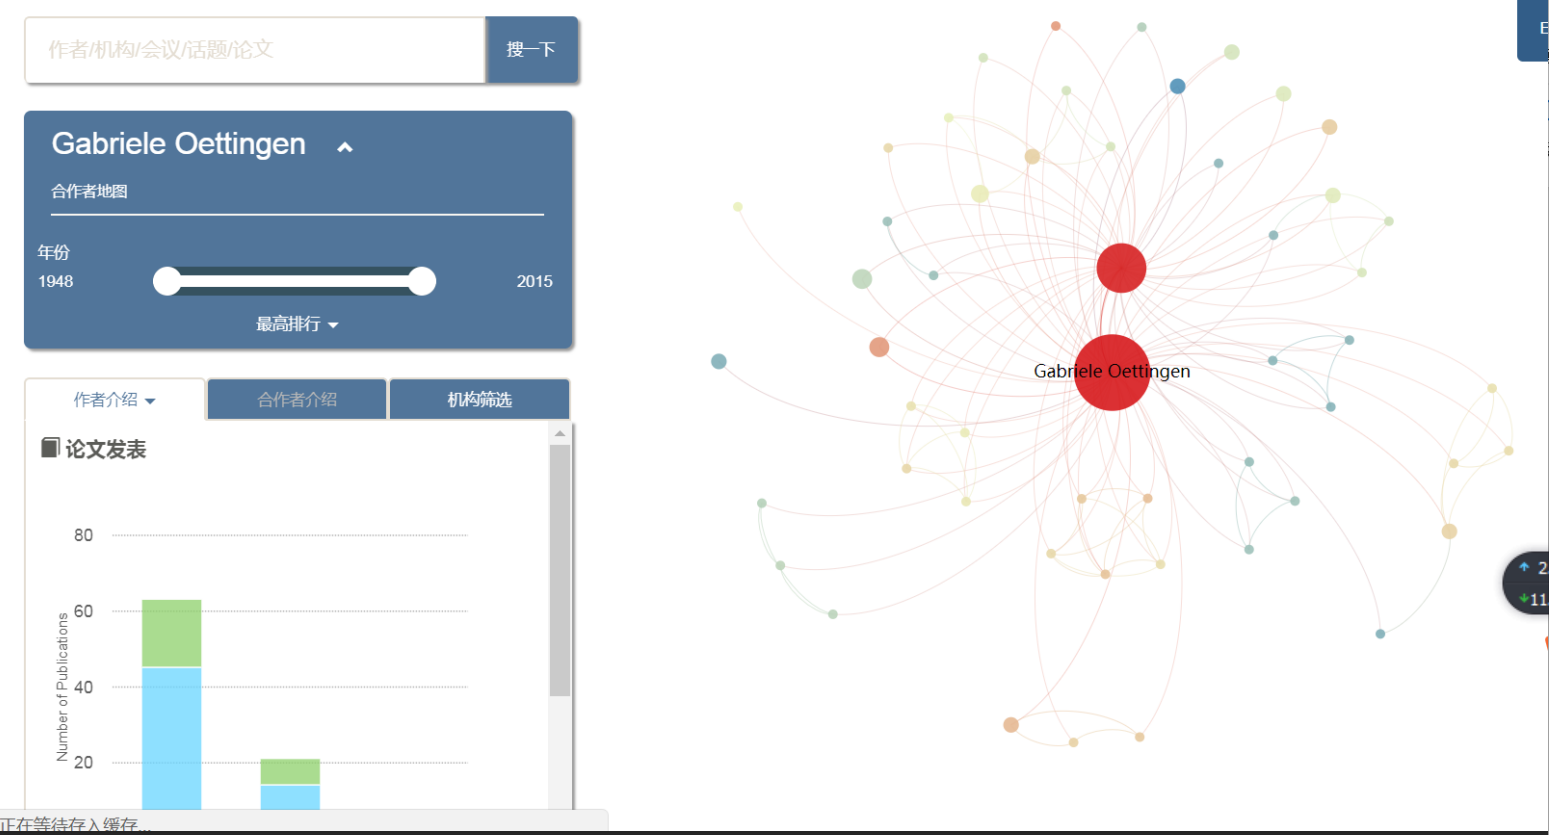 作者/机构/会议/话题/论文
搜一下
E
Gabriele Oettingen
合作者地图
年份
1948
2015
最高排行
作者介绍
合作者介绍
机构筛选
论文发表
Number of Publications
80
60
40
20
Gabriele Oettingen
2
11
正在等待存入缓存...